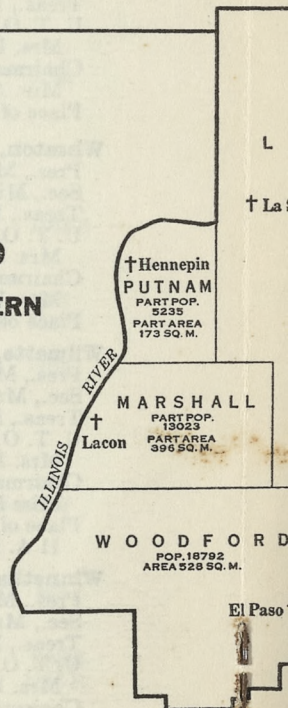 L
† La
ERN
† Hennepin
PUTNAM
PART POP.
5235
PART AREA
173 SQ. M.
ILLINOIS RIVER
MARSHALL
PART POP.
13023
PART AREA
396 SQ. M.
†
Lacon
WOODFORD
POP. 18792
AREA 528 SQ. M.
El Paso